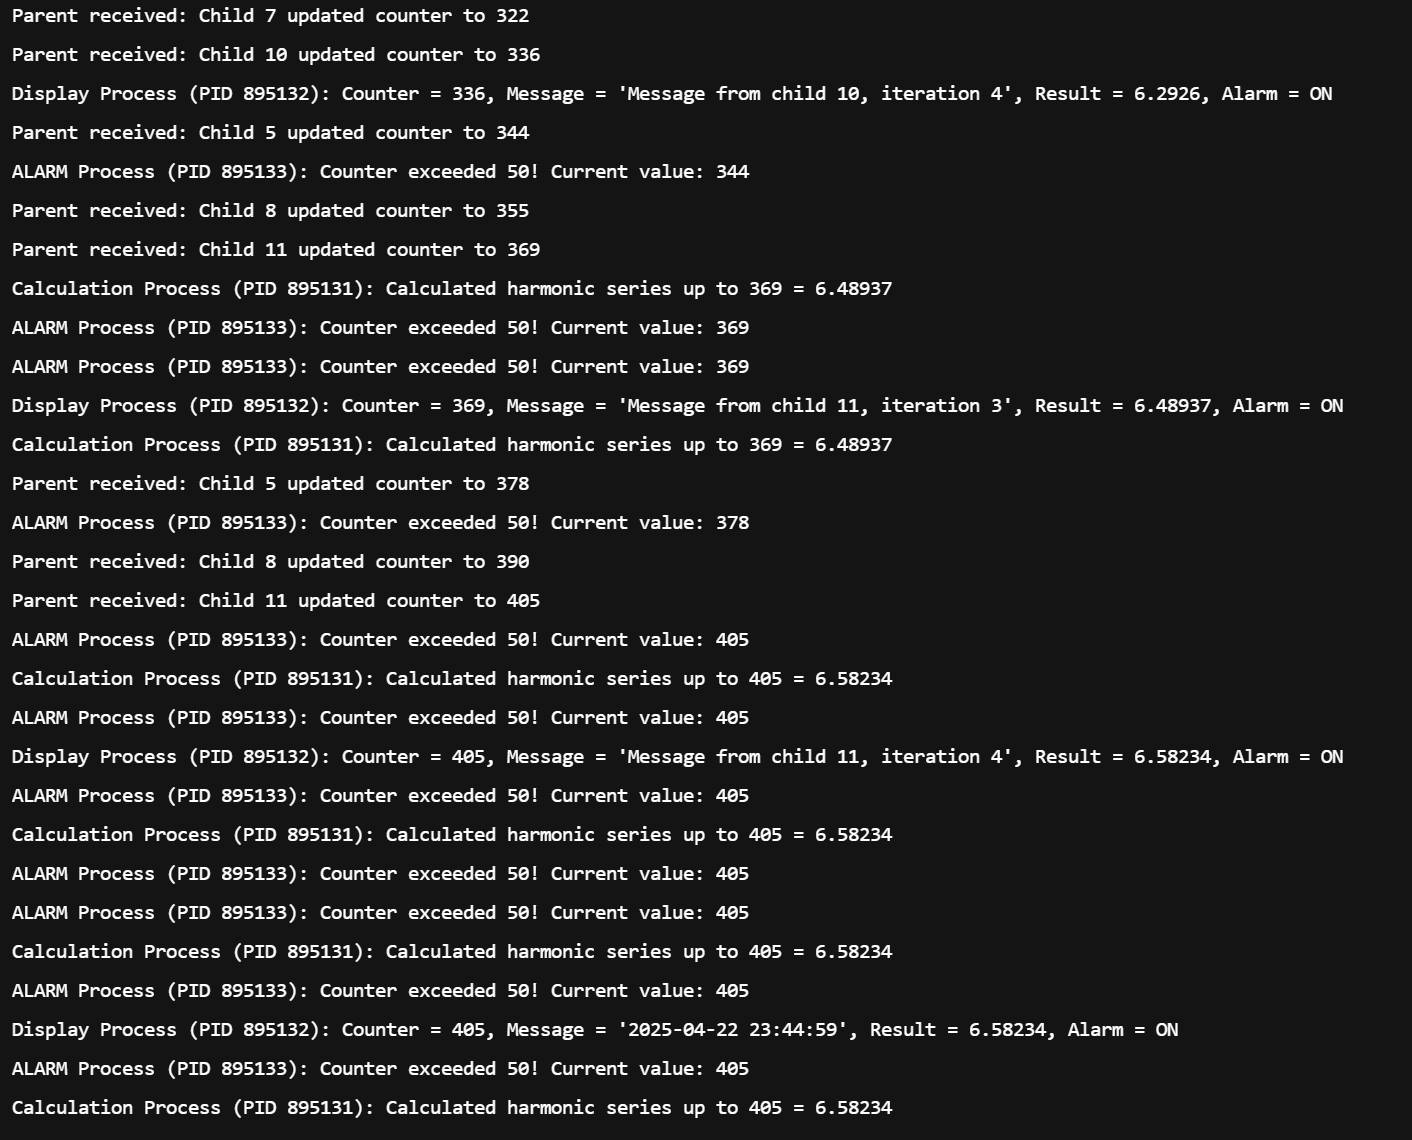 Parent received: Child 7 updated counter to 322
Parent received: Child 10 updated counter to 336
Display Process (PID 895132): Counter = 336, Message = 'Message from child 10, iteration 4', Result = 6.2926, Alarm = ON
Parent received: Child 5 updated counter to 344
ALARM Process (PID 895133): Counter exceeded 50! Current value: 344
Parent received: Child 8 updated counter to 355
Parent received: Child 11 updated counter to 369
Calculation Process (PID 895131): Calculated harmonic series up to 369 = 6.48937
ALARM Process (PID 895133): Counter exceeded 50! Current value: 369
ALARM Process (PID 895133): Counter exceeded 50! Current value: 369
Display Process (PID 895132): Counter = 369, Message = 'Message from child 11, iteration 3', Result = 6.48937, Alarm = ON
Calculation Process (PID 895131): Calculated harmonic series up to 369 = 6.48937
Parent received: Child 5 updated counter to 378
ALARM Process (PID 895133): Counter exceeded 50! Current value: 378
Parent received: Child 8 updated counter to 390
Parent received: Child 11 updated counter to 405
ALARM Process (PID 895133): Counter exceeded 50! Current value: 405
Calculation Process (PID 895131): Calculated harmonic series up to 405 = 6.58234
ALARM Process (PID 895133): Counter exceeded 50! Current value: 405
Display Process (PID 895132): Counter = 405, Message = 'Message from child 11, iteration 4', Result = 6.58234, Alarm = ON
ALARM Process (PID 895133): Counter exceeded 50! Current value: 405
Calculation Process (PID 895131): Calculated harmonic series up to 405 = 6.58234
ALARM Process (PID 895133): Counter exceeded 50! Current value: 405
ALARM Process (PID 895133): Counter exceeded 50! Current value: 405
Calculation Process (PID 895131): Calculated harmonic series up to 405 = 6.58234
ALARM Process (PID 895133): Counter exceeded 50! Current value: 405
Display Process (PID 895132): Counter = 405, Message = '2025-04-22 23:44:59', Result = 6.58234, Alarm = ON
ALARM Process (PID 895133): Counter exceeded 50! Current value: 405
Calculation Process (PID 895131): Calculated harmonic series up to 405 = 6.58234